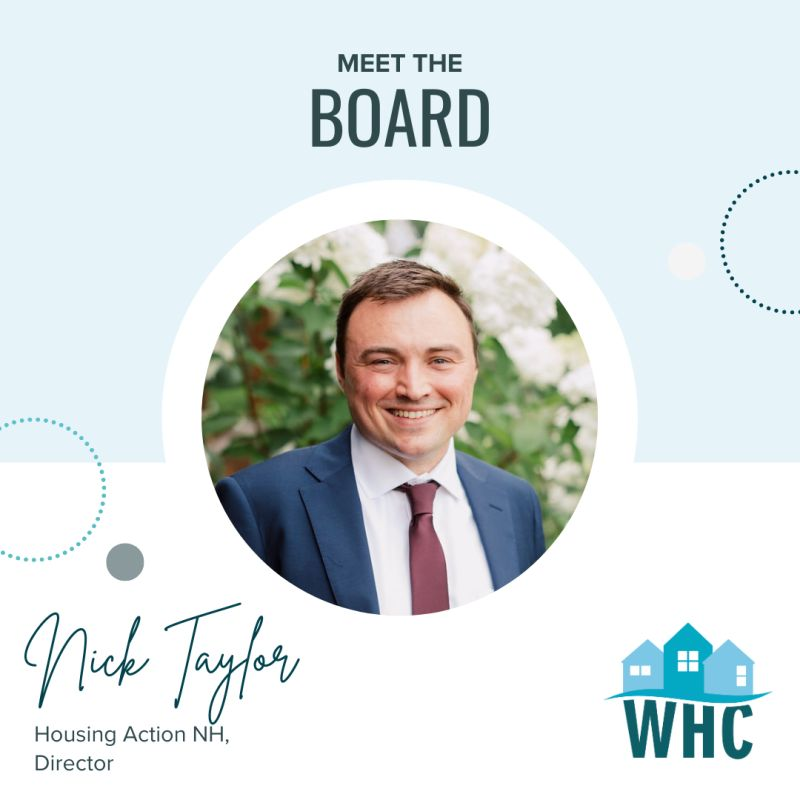 MEET THE
BOARD
Nick Taylor
Housing Action NH,
Director
WHC